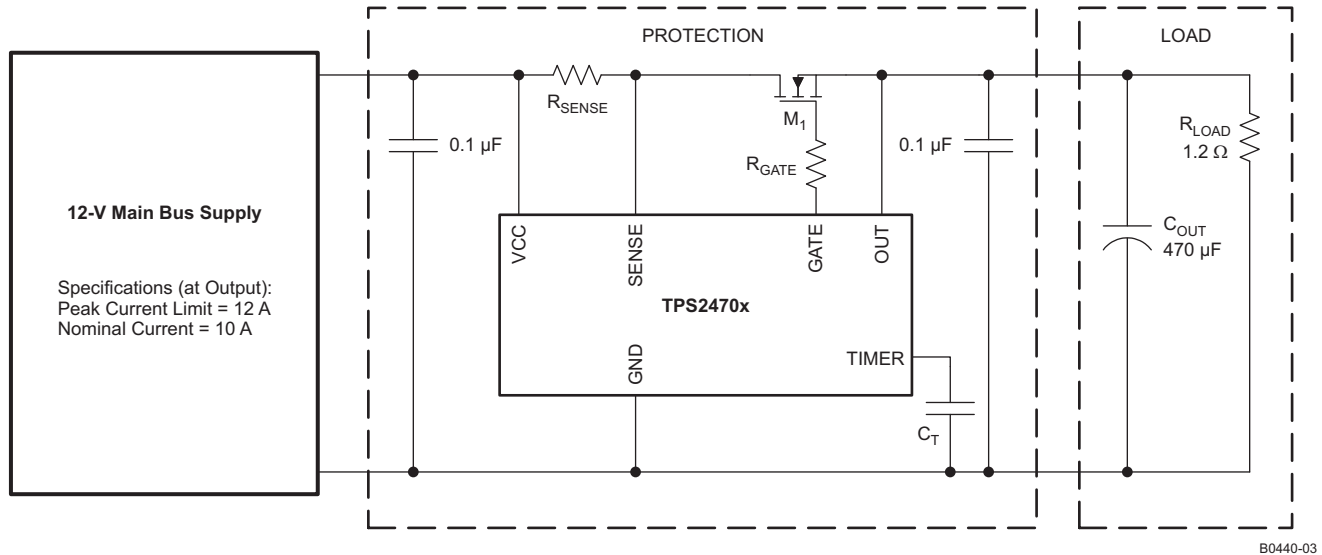 PROTECTION
LOAD
12-V Main Bus Supply
Specifications (at Output):
Peak Current Limit = 12 A
Nominal Current = 10 A
0.1 µF
R_SENSE
M_1
R_GATE
0.1 µF
VCC
SENSE
GATE
OUT
TPS2470x
GND
TIMER
C_T
R_LOAD
1.2 Ω
C_OUT
470 µF
B0440-03